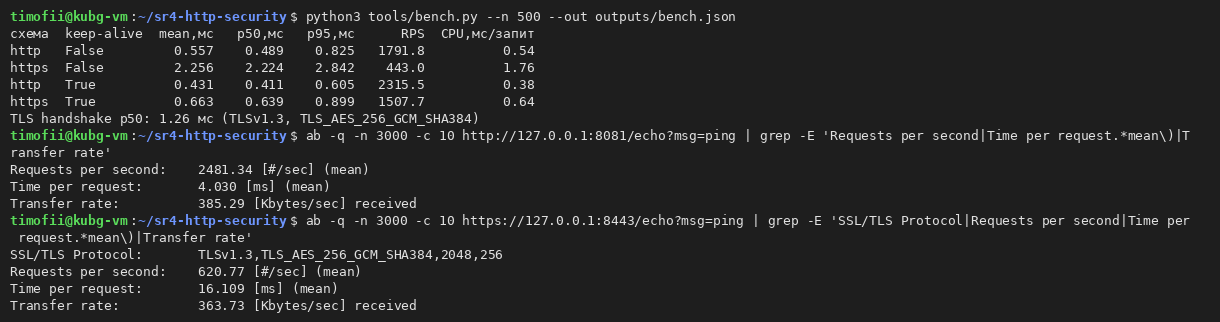 timofii@kubg-vm:~/sr4-http-security$ python3 tools/bench.py --n 500 --out outputs/bench.json
схема  keep-alive  mean,мс   p50,мс   p95,мс      RPS  CPU,мс/запит
http   False         0.557    0.489    0.825   1791.8          0.54
https  False         2.256    2.224    2.842    443.0          1.76
http   True          0.431    0.411    0.605   2315.5          0.38
https  True          0.663    0.639    0.899   1507.7          0.64
TLS handshake p50: 1.26 мс (TLSv1.3, TLS_AES_256_GCM_SHA384)
timofii@kubg-vm:~/sr4-http-security$ ab -q -n 3000 -c 10 http://127.0.0.1:8081/echo?msg=ping | grep -E 'Requests per second|Time per request.*mean\)|T
ransfer rate'
Requests per second:    2481.34 [#/sec] (mean)
Time per request:       4.030 [ms] (mean)
Transfer rate:          385.29 [Kbytes/sec] received
timofii@kubg-vm:~/sr4-http-security$ ab -q -n 3000 -c 10 https://127.0.0.1:8443/echo?msg=ping | grep -E 'SSL/TLS Protocol|Requests per second|Time per
 request.*mean\)|Transfer rate'
SSL/TLS Protocol:       TLSv1.3,TLS_AES_256_GCM_SHA384,2048,256
Requests per second:    620.77 [#/sec] (mean)
Time per request:       16.109 [ms] (mean)
Transfer rate:          363.73 [Kbytes/sec] received